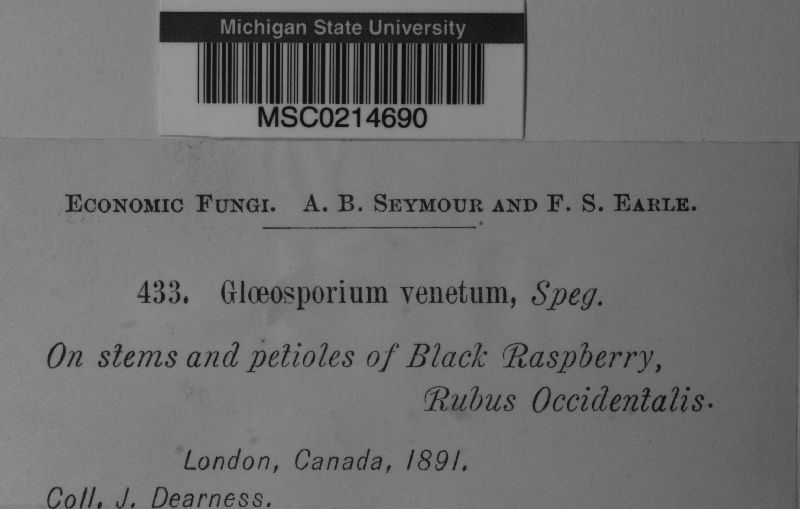 Michigan State University
MSC0214690
Economic Fungi. A. B. Seymour and F. S. Earle.
433. Glœosporium venetum, Speg.
On stems and petioles of Black Raspberry,
Rubus Occidentalis.
London, Canada, 1891.
Coll. J. Dearness.